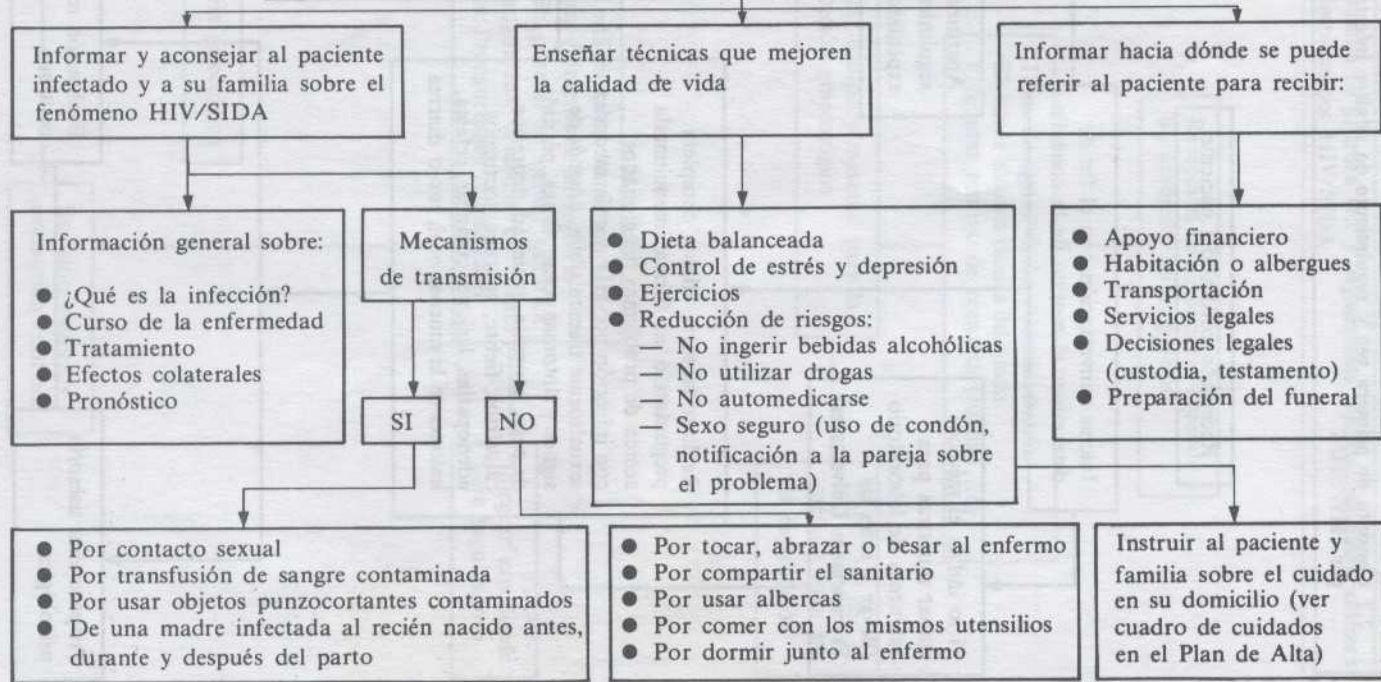 Informar y aconsejar al paciente
infectado y a su familia sobre el
fenómeno HIV/SIDA
Enseñar técnicas que mejoren
la calidad de vida
Informar hacia dónde se puede
referir al paciente para recibir:
Información general sobre:
● ¿Qué es la infección?
● Curso de la enfermedad
● Tratamiento
● Efectos colaterales
● Pronóstico
Mecanismos
de transmisión
SI
NO
● Dieta balanceada
● Control de estrés y depresión
● Ejercicios
● Reducción de riesgos:
— No ingerir bebidas alcohólicas
— No utilizar drogas
— No automedicarse
— Sexo seguro (uso de condón,
notificación a la pareja sobre
el problema)
● Apoyo financiero
● Habitación o albergues
● Transportación
● Servicios legales
● Decisiones legales
(custodia, testamento)
● Preparación del funeral
● Por contacto sexual
● Por transfusión de sangre contaminada
● Por usar objetos punzocortantes contaminados
● De una madre infectada al recién nacido antes,
durante y después del parto
● Por tocar, abrazar o besar al enfermo
● Por compartir el sanitario
● Por usar albercas
● Por comer con los mismos utensilios
● Por dormir junto al enfermo
Instruir al paciente y
familia sobre el cuidado
en su domicilio (ver
cuadro de cuidados
en el Plan de Alta)